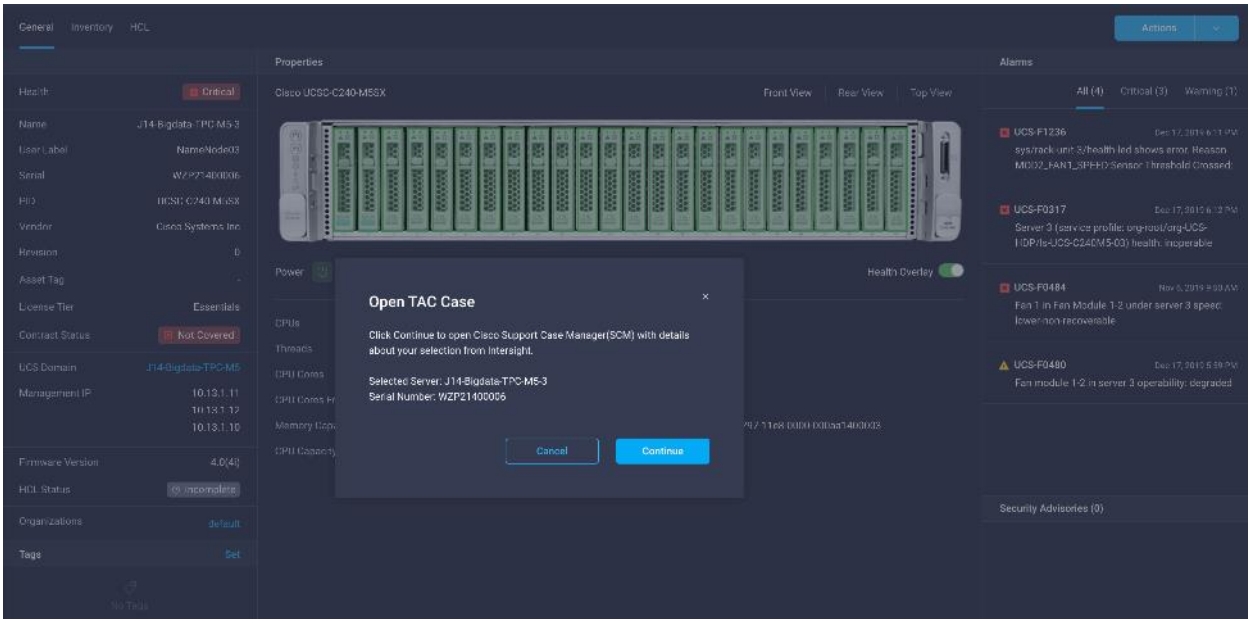 General Inventory HCL
Actions
Properties
Alarms
Health Critical
Cisco UCSC-C240-M5SX
Front View Rear View Top View
All (4) Critical (3) Warning (1)
Name J14-Bigdata-TPC-M5-3
User Label NameNode03
Serial WZP21400006
PID UCSC-C240-M5SX
Vendor Cisco Systems Inc
Revision 0
Asset Tag -
License Tier Essentials
Contract Status Not Covered
UCS Domain J14-Bigdata-TPC-M5
Management IP 10.13.1.11
10.13.1.12
10.13.1.10
Firmware Version 4.0(4i)
HCL Status Incomplete
Organizations default
Tags Set
No Tags
Power
Health Overlay
CPUs
Threads
CPU Cores
CPU Cores
Memory Capa
CPU Capacity
Open TAC Case
×
Click Continue to open Cisco Support Case Manager(SCM) with details
about your selection from Intersight.
Selected Server: J14-Bigdata-TPC-M5-3
Serial Number: WZP21400006
Cancel Continue
UCS-F1236 Dec 17, 2019 6:11 PM
sys/rack-unit-3/health-led shows error. Reason
MOD2_FAN1_SPEED:Sensor Threshold Crossed;
UCS-F0317 Dec 17, 2019 6:12 PM
Server 3 (service profile: org-root/org-UCS-
HDP/ls-UCS-C240M5-03) health: inoperable
UCS-F0484 Nov 6, 2019 9:00 AM
Fan 1 in Fan Module 1-2 under server 3 speed:
lower-non-recoverable
UCS-F0480 Dec 17, 2019 5:59 PM
Fan module 1-2 in server 3 operability: degraded
Security Advisories (0)